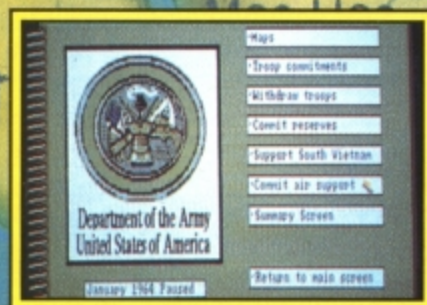 Maps
Troop commitments
Withdraw troops
Commit reserves
Support South Vietnam
Commit air support
Summary Screen
Department of the Army
United States of America
January 1964 Paused
Return to main screen